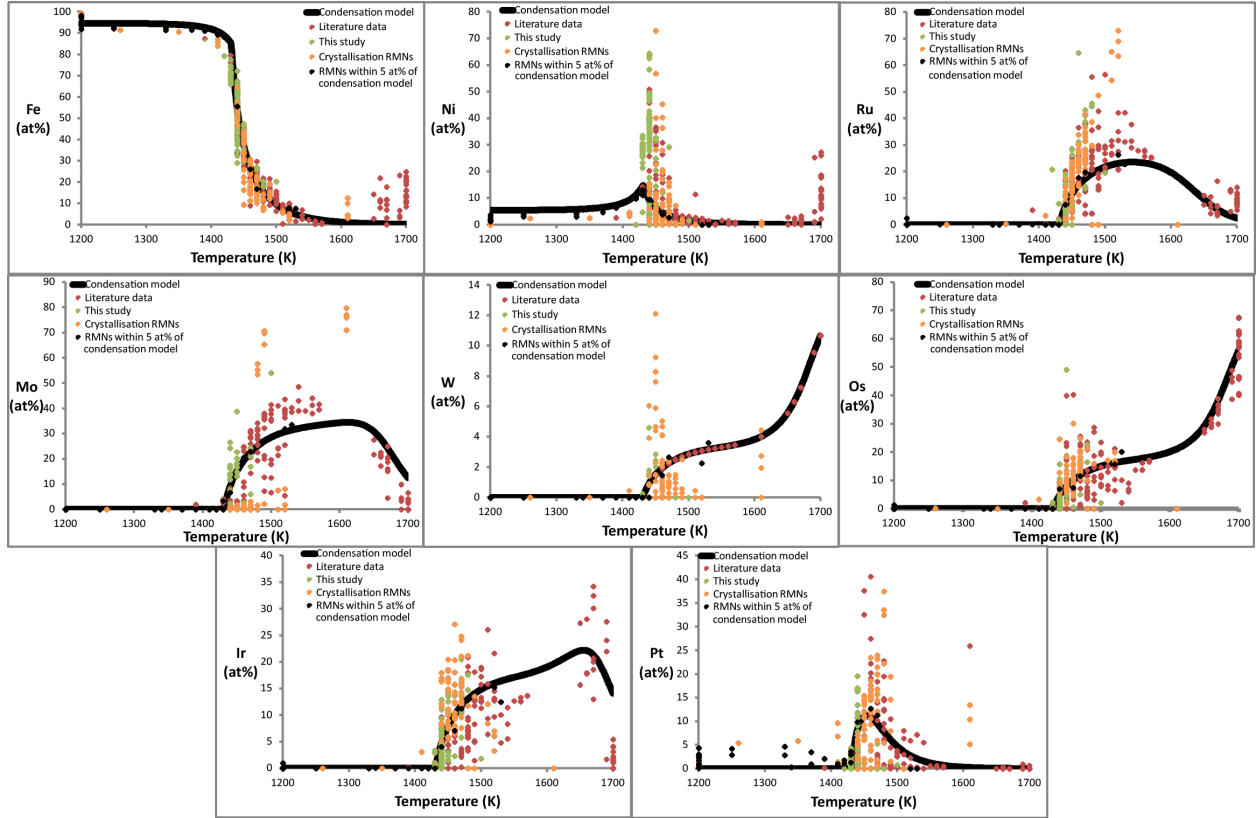 Fe
(at%)
100
90
80
70
60
50
40
30
20
10
0
1200 1300 1400 1500 1600 1700
Temperature (K)
Condensation model
Literature data
This study
Crystallisation RMNs
RMNs within 5 at% of
condensation model
Ni
(at%)
80
70
60
50
40
30
20
10
0
1200 1300 1400 1500 1600 1700
Temperature (K)
Condensation model
Literature data
This study
Crystallisation RMNs
RMNs within 5 at% of
condensation model
Ru
(at%)
80
70
60
50
40
30
20
10
0
1200 1300 1400 1500 1600 1700
Temperature (K)
Condensation model
Literature data
This study
Crystallisation RMNs
RMNs within 5 at% of
condensation model
Mo
(at%)
90
80
70
60
50
40
30
20
10
0
1200 1300 1400 1500 1600 1700
Temperature (K)
Condensation model
Literature data
This study
Crystallisation RMNs
RMNs within 5 at% of
condensation model
W
(at%)
14
12
10
8
6
4
2
0
1200 1300 1400 1500 1600 1700
Temperature (K)
Condensation model
Literature data
This study
Crystallisation RMNs
RMNs within 5 at% of
condensation model
Os
(at%)
80
70
60
50
40
30
20
10
0
1200 1300 1400 1500 1600 1700
Temperature (K)
Condensation model
Literature data
This study
Crystallisation RMNs
RMNs within 5 at% of
condensation model
Ir
(at%)
40
35
30
25
20
15
10
5
0
1200 1300 1400 1500 1600 1700
Temperature (K)
Condensation model
Literature data
This study
Crystallisation RMNs
RMNs within 5 at% of
condensation model
Pt
(at%)
45
40
35
30
25
20
15
10
5
0
1200 1300 1400 1500 1600 1700
Temperature (K)
Condensation model
Literature data
This study
Crystallisation RMNs
RMNs within 5 at% of
condensation model